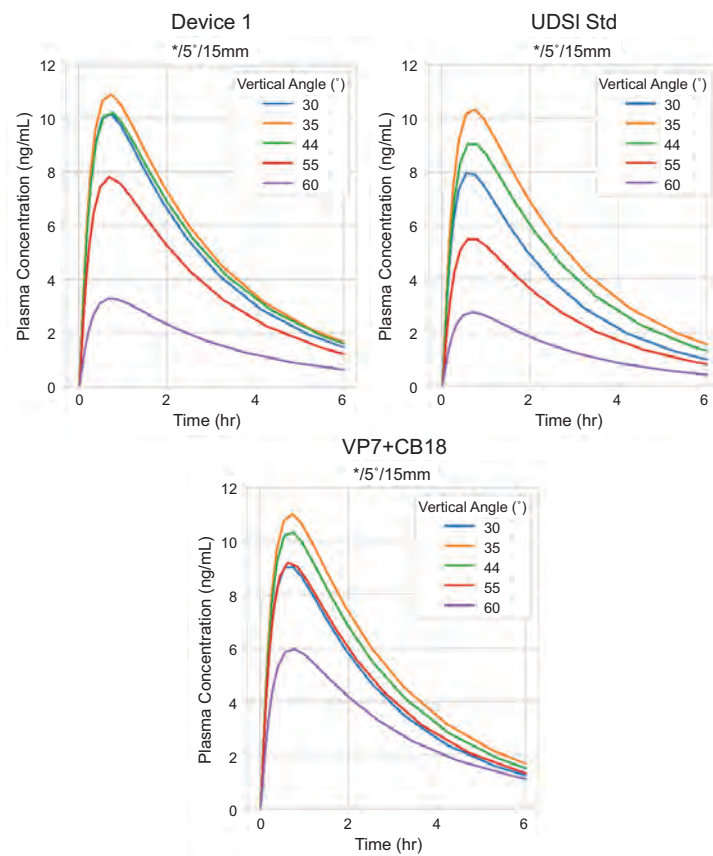 Device 1
*/5˚/15mm
Plasma Concentration (ng/mL)
12
10
8
6
4
2
0
Vertical Angle (˚)
30
35
44
55
60
0 2 4 6
Time (hr)
UDSI Std
*/5˚/15mm
Plasma Concentration (ng/mL)
12
10
8
6
4
2
0
Vertical Angle (˚)
30
35
44
55
60
0 2 4 6
Time (hr)
VP7+CB18
*/5˚/15mm
Plasma Concentration (ng/mL)
12
10
8
6
4
2
0
Vertical Angle (˚)
30
35
44
55
60
0 2 4 6
Time (hr)